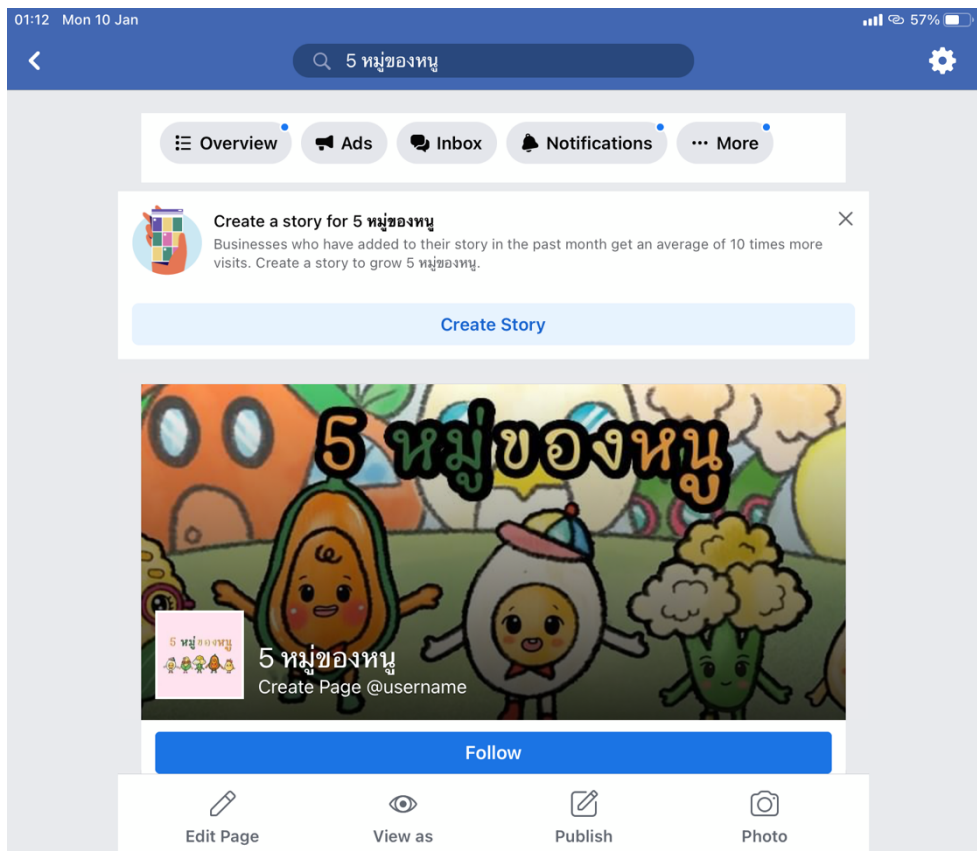 01:12 Mon 10 Jan
57%
5 หมู่ของหนู
Overview
Ads
Inbox
Notifications
More
Create a story for 5 หมู่ของหนู
Businesses who have added to their story in the past month get an average of 10 times more
visits. Create a story to grow 5 หมู่ของหนู.
Create Story
5 หมู่ของหนู
5 หมู่ของหนู
5 หมู่ของหนู
Create Page @username
Follow
Edit Page
View as
Publish
Photo